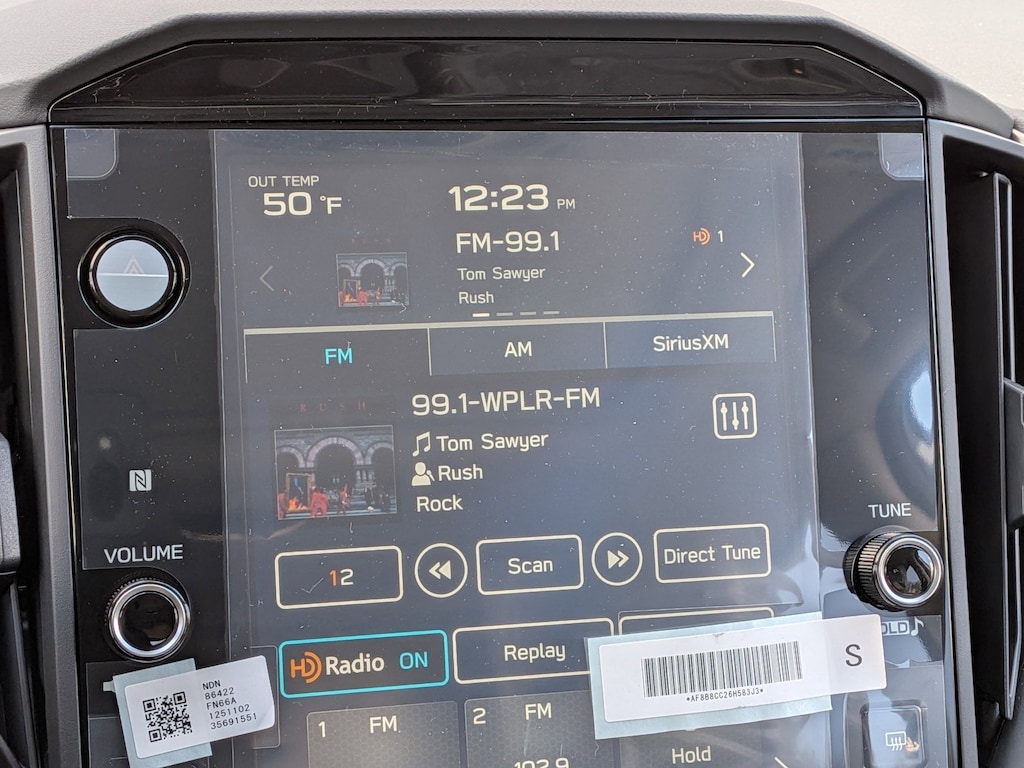 OUT TEMP
50 °F
12:23 PM
FM-99.1
HD 1
Tom Sawyer
Rush
FM
AM
SiriusXM
RUSH
99.1-WPLR-FM
Tom Sawyer
Rush
Rock
VOLUME
TUNE
12
Scan
Direct Tune
HD Radio ON
Replay
*AF8B8CC26H583J3*
S
NDN
86422
FN66A
1251102
35691551
1 FM
2 FM
Hold